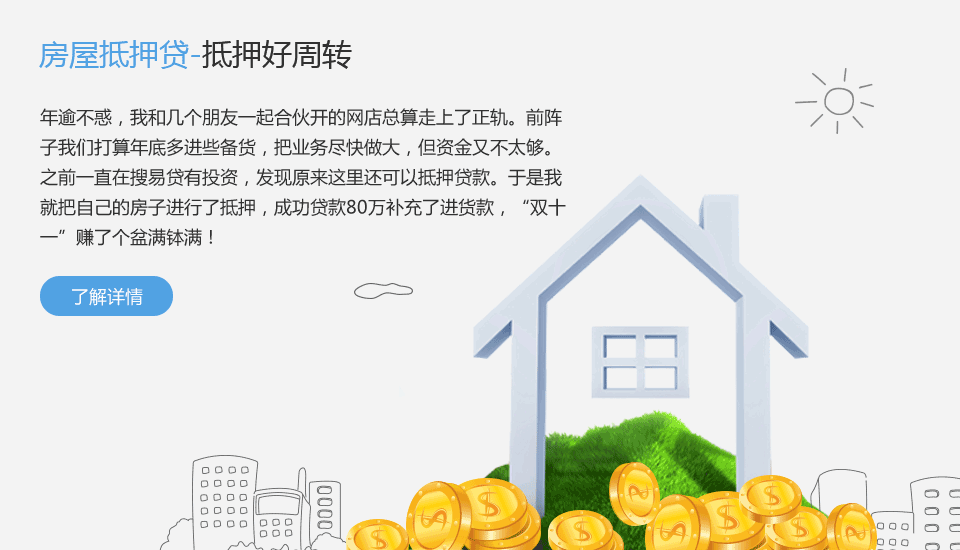 房屋抵押贷-抵押好周转
年逾不惑，我和几个朋友一起合伙开的网店总算走上了正轨。前阵
子我们打算年底多进些备货，把业务尽快做大，但资金又不太够。
之前一直在搜易贷有投资，发现原来这里还可以抵押贷款。于是我
就把自己的房子进行了抵押，成功贷款80万补充了进货款，“双十
一”赚了个盆满钵满！
了解详情